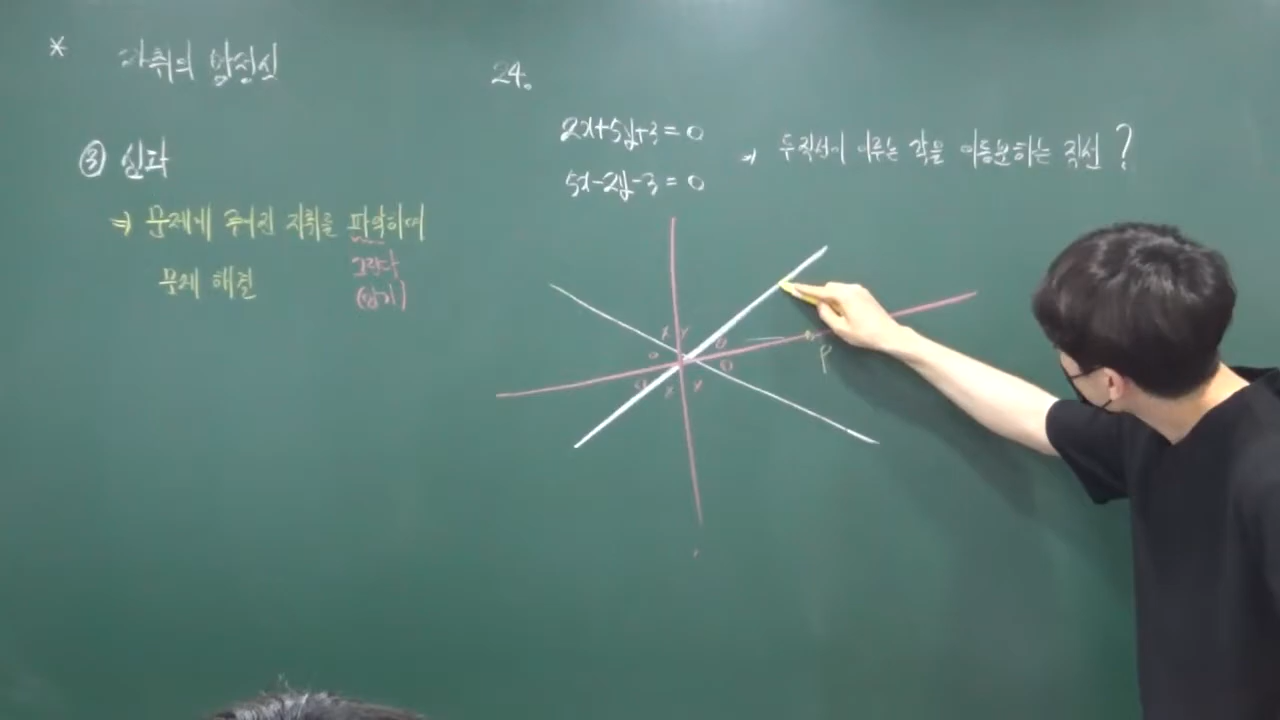 * 자취의 방정식
③ 심화
⇒ 문제에 주어진 자취를 파악하여
그리다
(암기)
문제 해결
24.
2x+5y+3=0
5x-2y-3=0
⇒ 두 직선이 이루는 각을 이등분하는 직선?
P